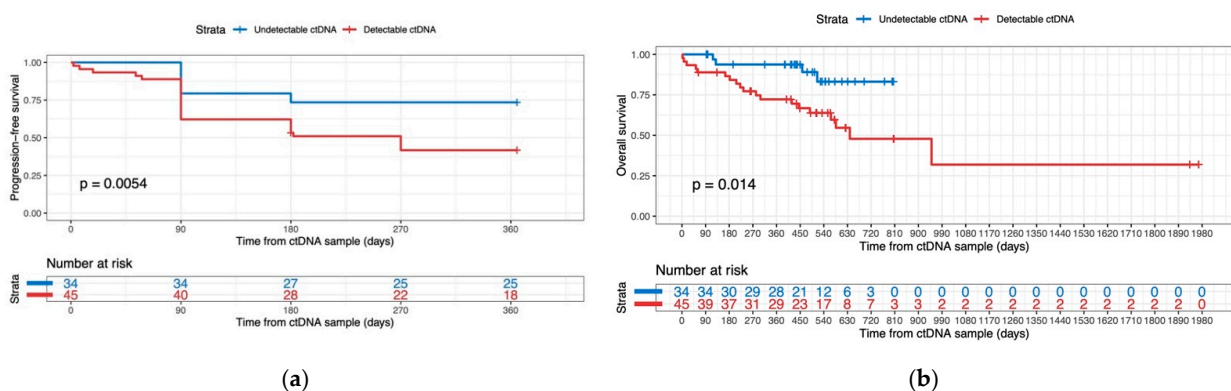 Strata Undetectable ctDNA Detectable ctDNA
Progression-free survival
1.00
0.75
0.50
0.25
0.00
p = 0.0054
0 90 180 270 360
Time from ctDNA sample (days)
Number at risk
Strata
34 34 27 25 25
45 40 28 22 18
0 90 180 270 360
Time from ctDNA sample (days)
(a)
Strata Undetectable ctDNA Detectable ctDNA
Overall survival
1.00
0.75
0.50
0.25
0.00
p = 0.014
0 90 180 270 360 450 540 630 720 810 900 990 1080 1170 1260 1350 1440 1530 1620 1710 1800 1890 1980
Time from ctDNA sample (days)
Number at risk
Strata
34 34 30 29 28 21 12 6 3 0 0 0 0 0 0 0 0 0 0 0 0 0 0
45 39 37 31 29 23 17 8 7 3 3 2 2 2 2 2 2 2 2 2 2 2 0
0 90 180 270 360 450 540 630 720 810 900 990 1080 1170 1260 1350 1440 1530 1620 1710 1800 1890 1980
Time from ctDNA sample (days)
(b)